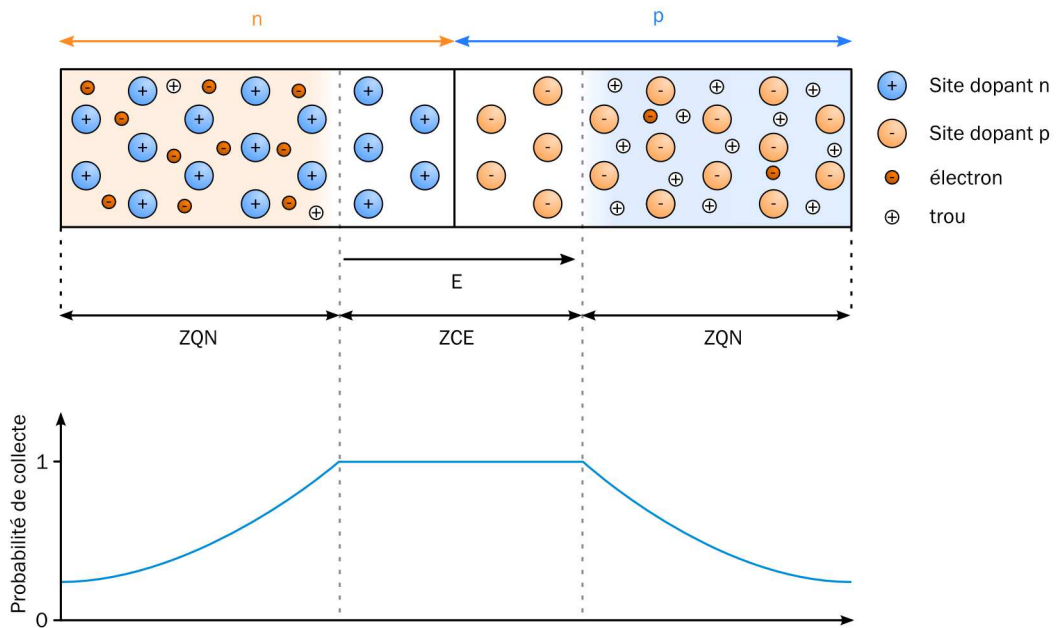 n
p
Site dopant n
Site dopant p
électron
trou
E
ZQN
ZCE
ZQN
Probabilité de collecte
1
0